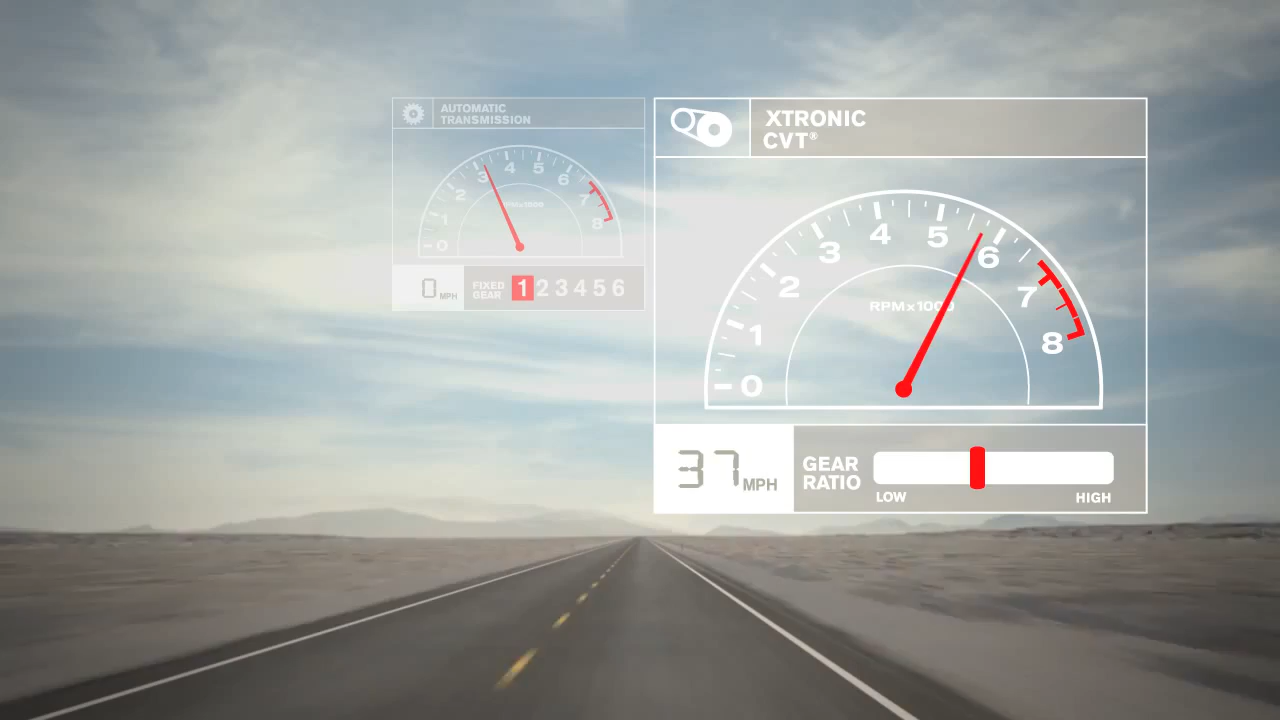 AUTOMATIC
TRANSMISSION
0 1 2 3 4 5 6 7 8
RPMx1000
0 MPH
FIXED
GEAR
1 2 3 4 5 6
XTRONIC
CVT®
0 1 2 3 4 5 6 7 8
RPMx1000
37 MPH
GEAR
RATIO
LOW
HIGH